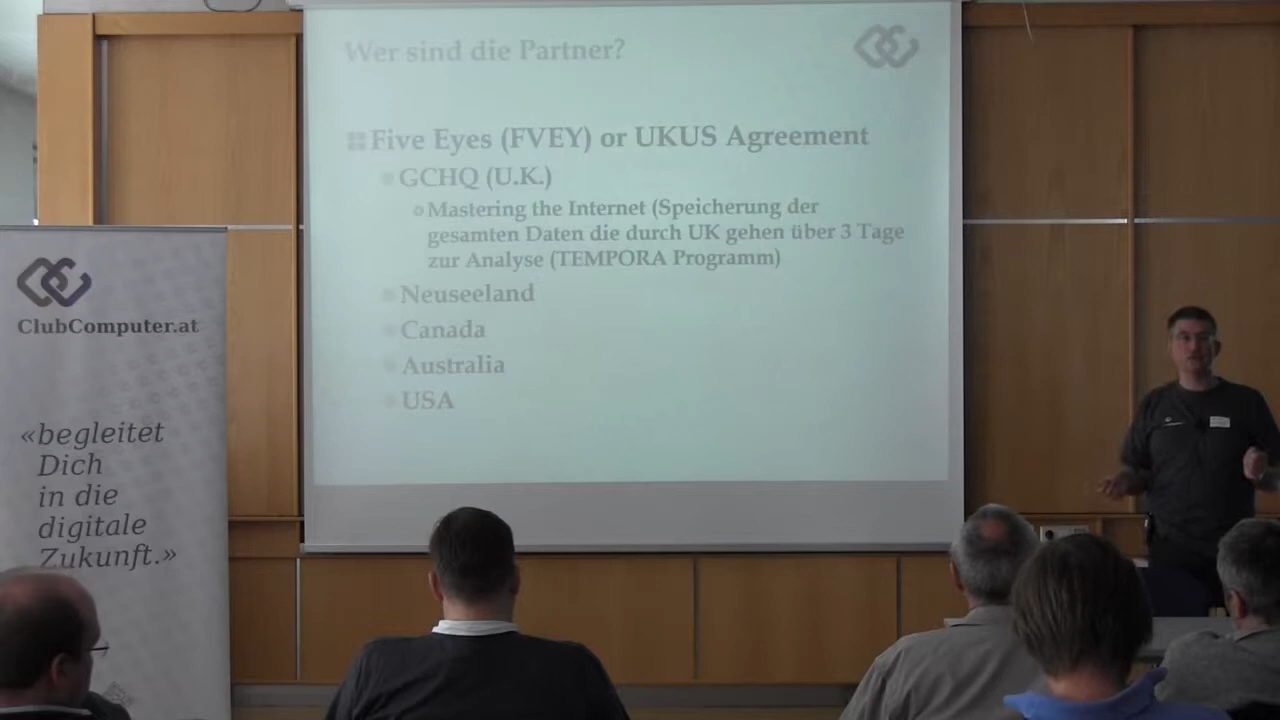 Wer sind die Partner?
Five Eyes (FVEY) or UKUS Agreement
GCHQ (U.K.)
Mastering the Internet (Speicherung der
gesamten Daten die durch UK gehen über 3 Tage
zur Analyse (TEMPORA Programm)
Neuseeland
Canada
Australia
USA
ClubComputer.at
«begleitet
Dich
in die
digitale
Zukunft.»